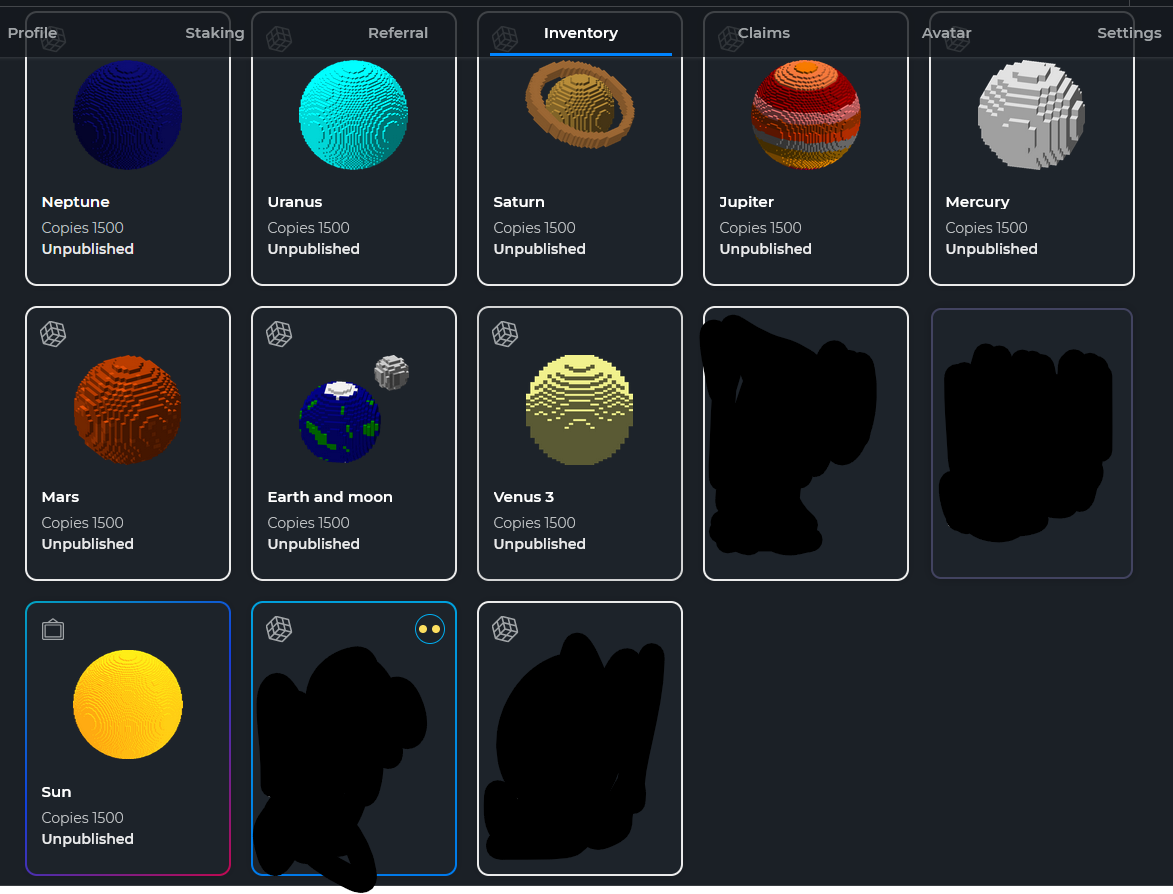 Profile Staking Referral Inventory Claims Avatar Settings
Neptune
Copies 1500
Unpublished
Uranus
Copies 1500
Unpublished
Saturn
Copies 1500
Unpublished
Jupiter
Copies 1500
Unpublished
Mercury
Copies 1500
Unpublished
Mars
Copies 1500
Unpublished
Earth and moon
Copies 1500
Unpublished
Venus 3
Copies 1500
Unpublished
Sun
Copies 1500
Unpublished